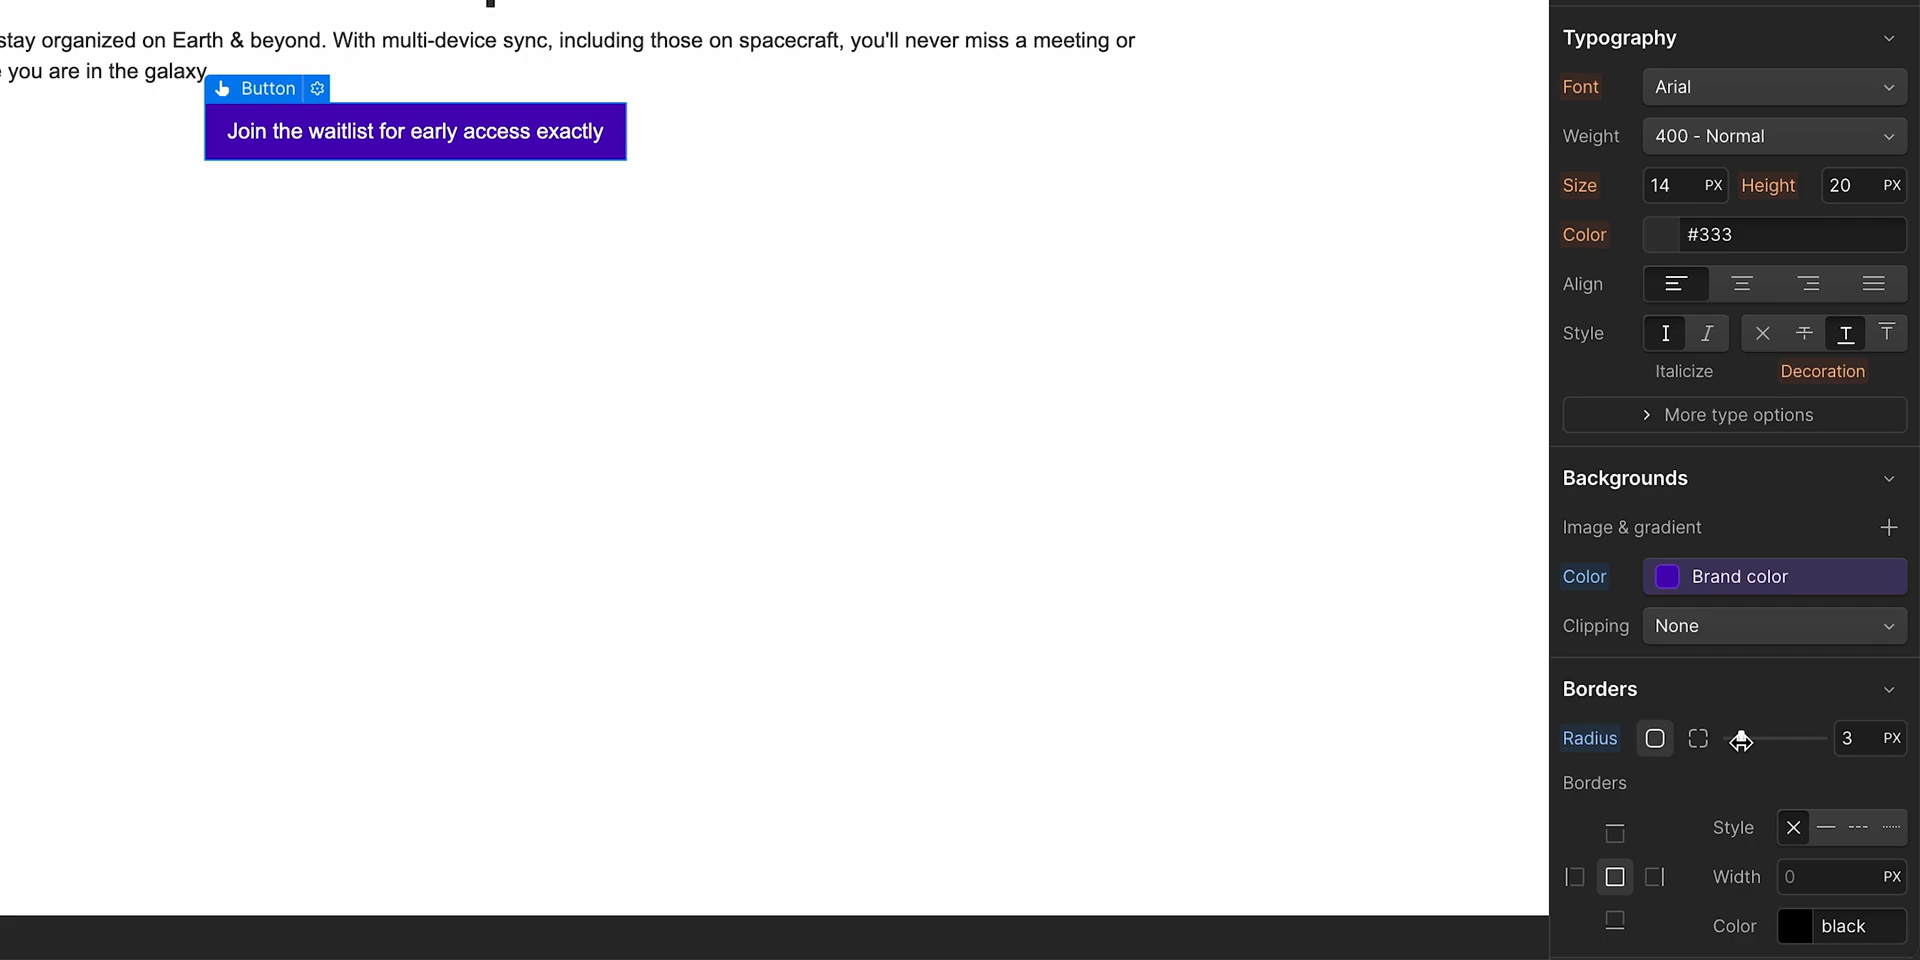 stay organized on Earth & beyond. With multi-device sync, including those on spacecraft, you'll never miss a meeting or
e you are in the galaxy
Button
Join the waitlist for early access exactly
Typography
Font Arial
Weight 400 - Normal
Size 14 PX Height 20 PX
Color #333
Align
Style
Italicize Decoration
More type options
Backgrounds
Image & gradient
Color Brand color
Clipping None
Borders
Radius 3 PX
Borders
Style
Width 0 PX
Color black